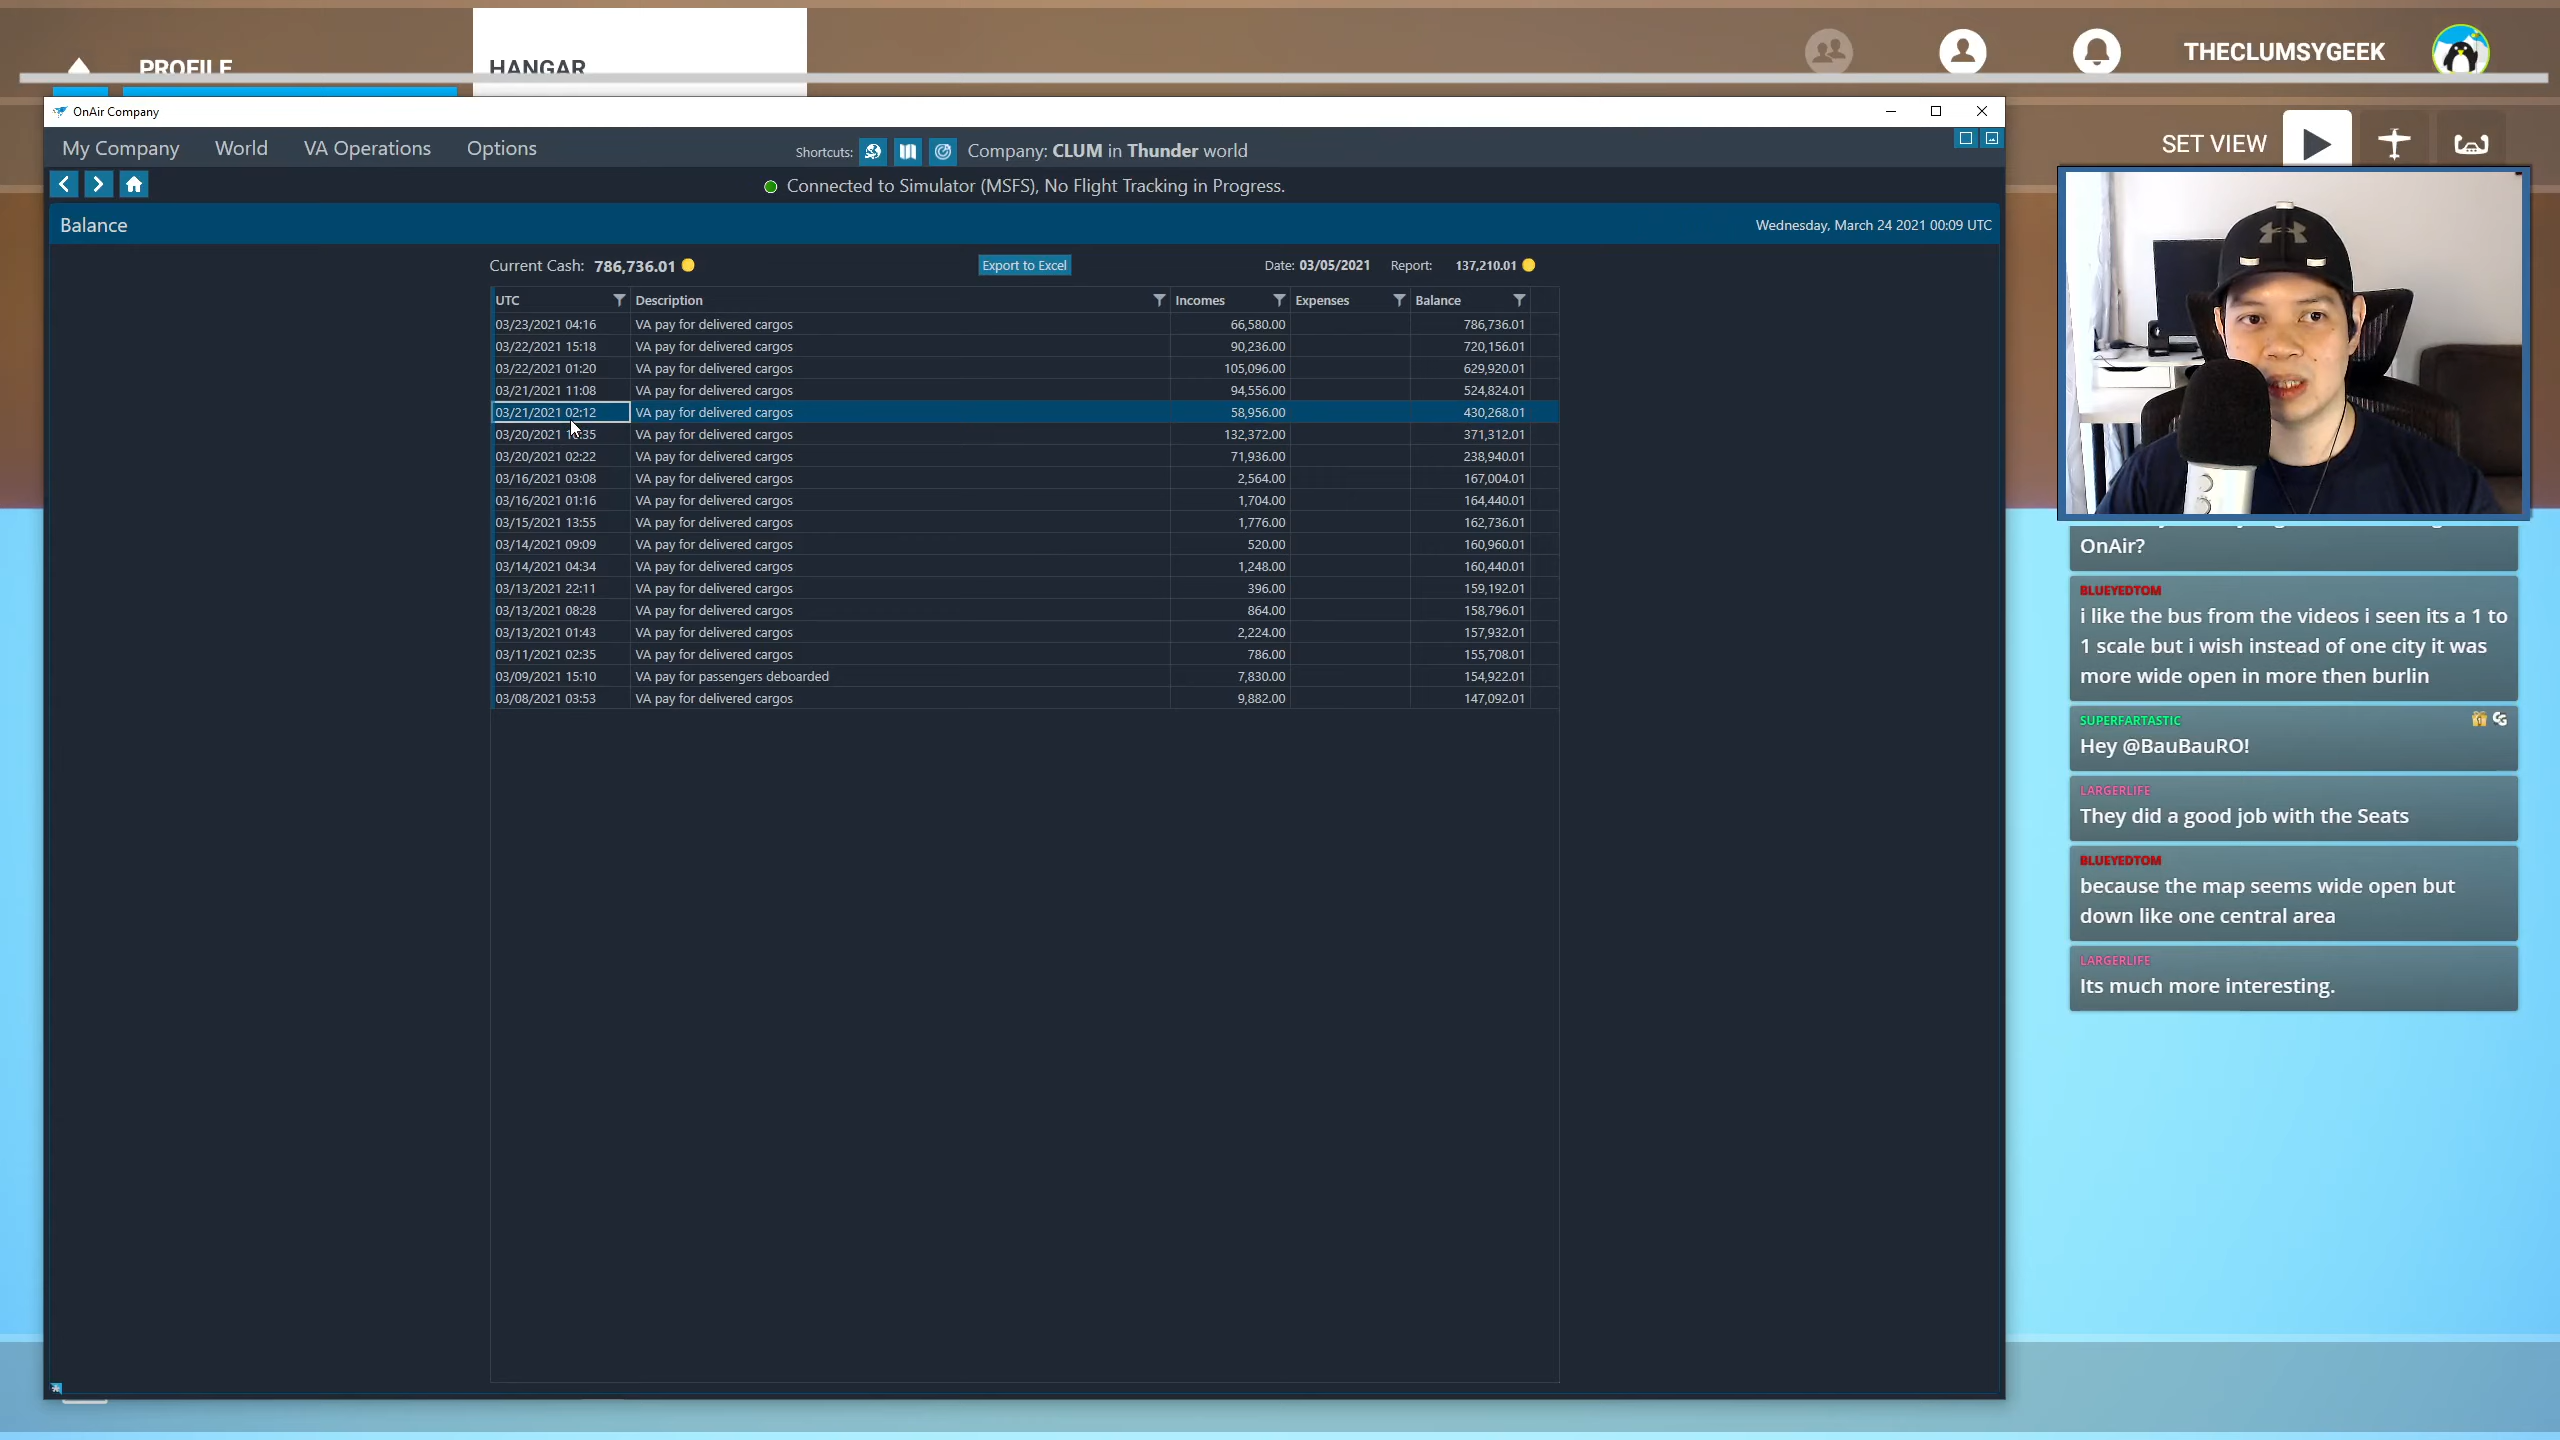 PROFILE
HANGAR
THECLUMSYGEEK
OnAir Company
My Company World VA Operations Options
Shortcuts: Company: CLUM in Thunder world
SET VIEW
Connected to Simulator (MSFS), No Flight Tracking in Progress.
Balance
Wednesday, March 24 2021 00:09 UTC
Current Cash: 786,736.01
Export to Excel
Date: 03/05/2021 Report: 137,210.01
UTC Description Incomes Expenses Balance
03/23/2021 04:16 VA pay for delivered cargos 66,580.00 786,736.01
03/22/2021 15:18 VA pay for delivered cargos 90,236.00 720,156.01
03/22/2021 01:20 VA pay for delivered cargos 105,096.00 629,920.01
03/21/2021 11:08 VA pay for delivered cargos 94,556.00 524,824.01
03/21/2021 02:12 VA pay for delivered cargos 58,956.00 430,268.01
03/20/2021 VA pay for delivered cargos 132,372.00 371,312.01
03/20/2021 02:22 VA pay for delivered cargos 71,936.00 238,940.01
03/16/2021 03:08 VA pay for delivered cargos 2,564.00 167,004.01
03/16/2021 01:16 VA pay for delivered cargos 1,704.00 164,440.01
03/15/2021 13:55 VA pay for delivered cargos 1,776.00 162,736.01
03/14/2021 09:09 VA pay for delivered cargos 520.00 160,960.01
03/14/2021 04:34 VA pay for delivered cargos 1,248.00 160,440.01
03/13/2021 22:11 VA pay for delivered cargos 396.00 159,192.01
03/13/2021 08:28 VA pay for delivered cargos 864.00 158,796.01
03/13/2021 01:43 VA pay for delivered cargos 2,224.00 157,932.01
03/11/2021 02:35 VA pay for delivered cargos 786.00 155,708.01
03/09/2021 15:10 VA pay for passengers deboarded 7,830.00 154,922.01
03/08/2021 03:53 VA pay for delivered cargos 9,882.00 147,092.01
OnAir?
BLUEYEDTOM
i like the bus from the videos i seen its a 1 to
1 scale but i wish instead of one city it was
more wide open in more then burlin
SUPERFARTASTIC
Hey @BauBauRO!
LARGERLIFE
They did a good job with the Seats
BLUEYEDTOM
because the map seems wide open but
down like one central area
LARGERLIFE
Its much more interesting.